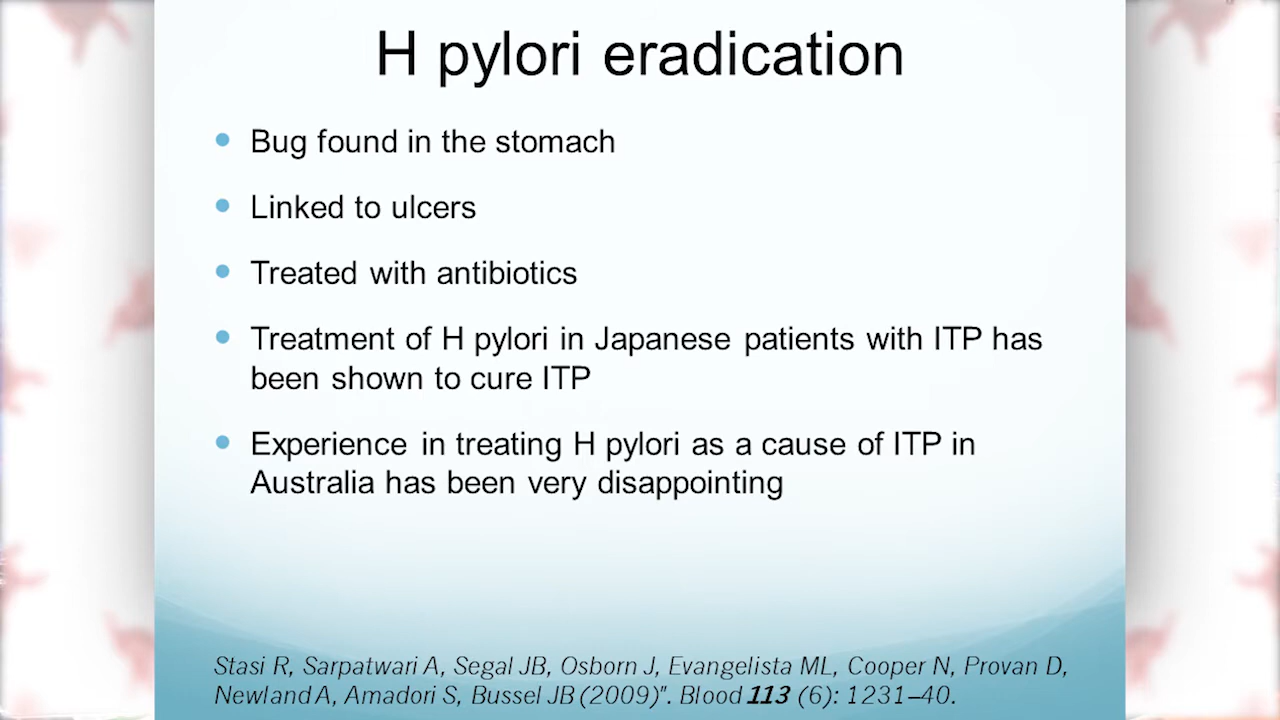 H pylori eradication
• Bug found in the stomach
• Linked to ulcers
• Treated with antibiotics
• Treatment of H pylori in Japanese patients with ITP has
been shown to cure ITP
• Experience in treating H pylori as a cause of ITP in
Australia has been very disappointing
Stasi R, Sarpatwari A, Segal JB, Osborn J, Evangelista ML, Cooper N, Provan D,
Newland A, Amadori S, Bussel JB (2009)". Blood 113 (6): 1231–40.